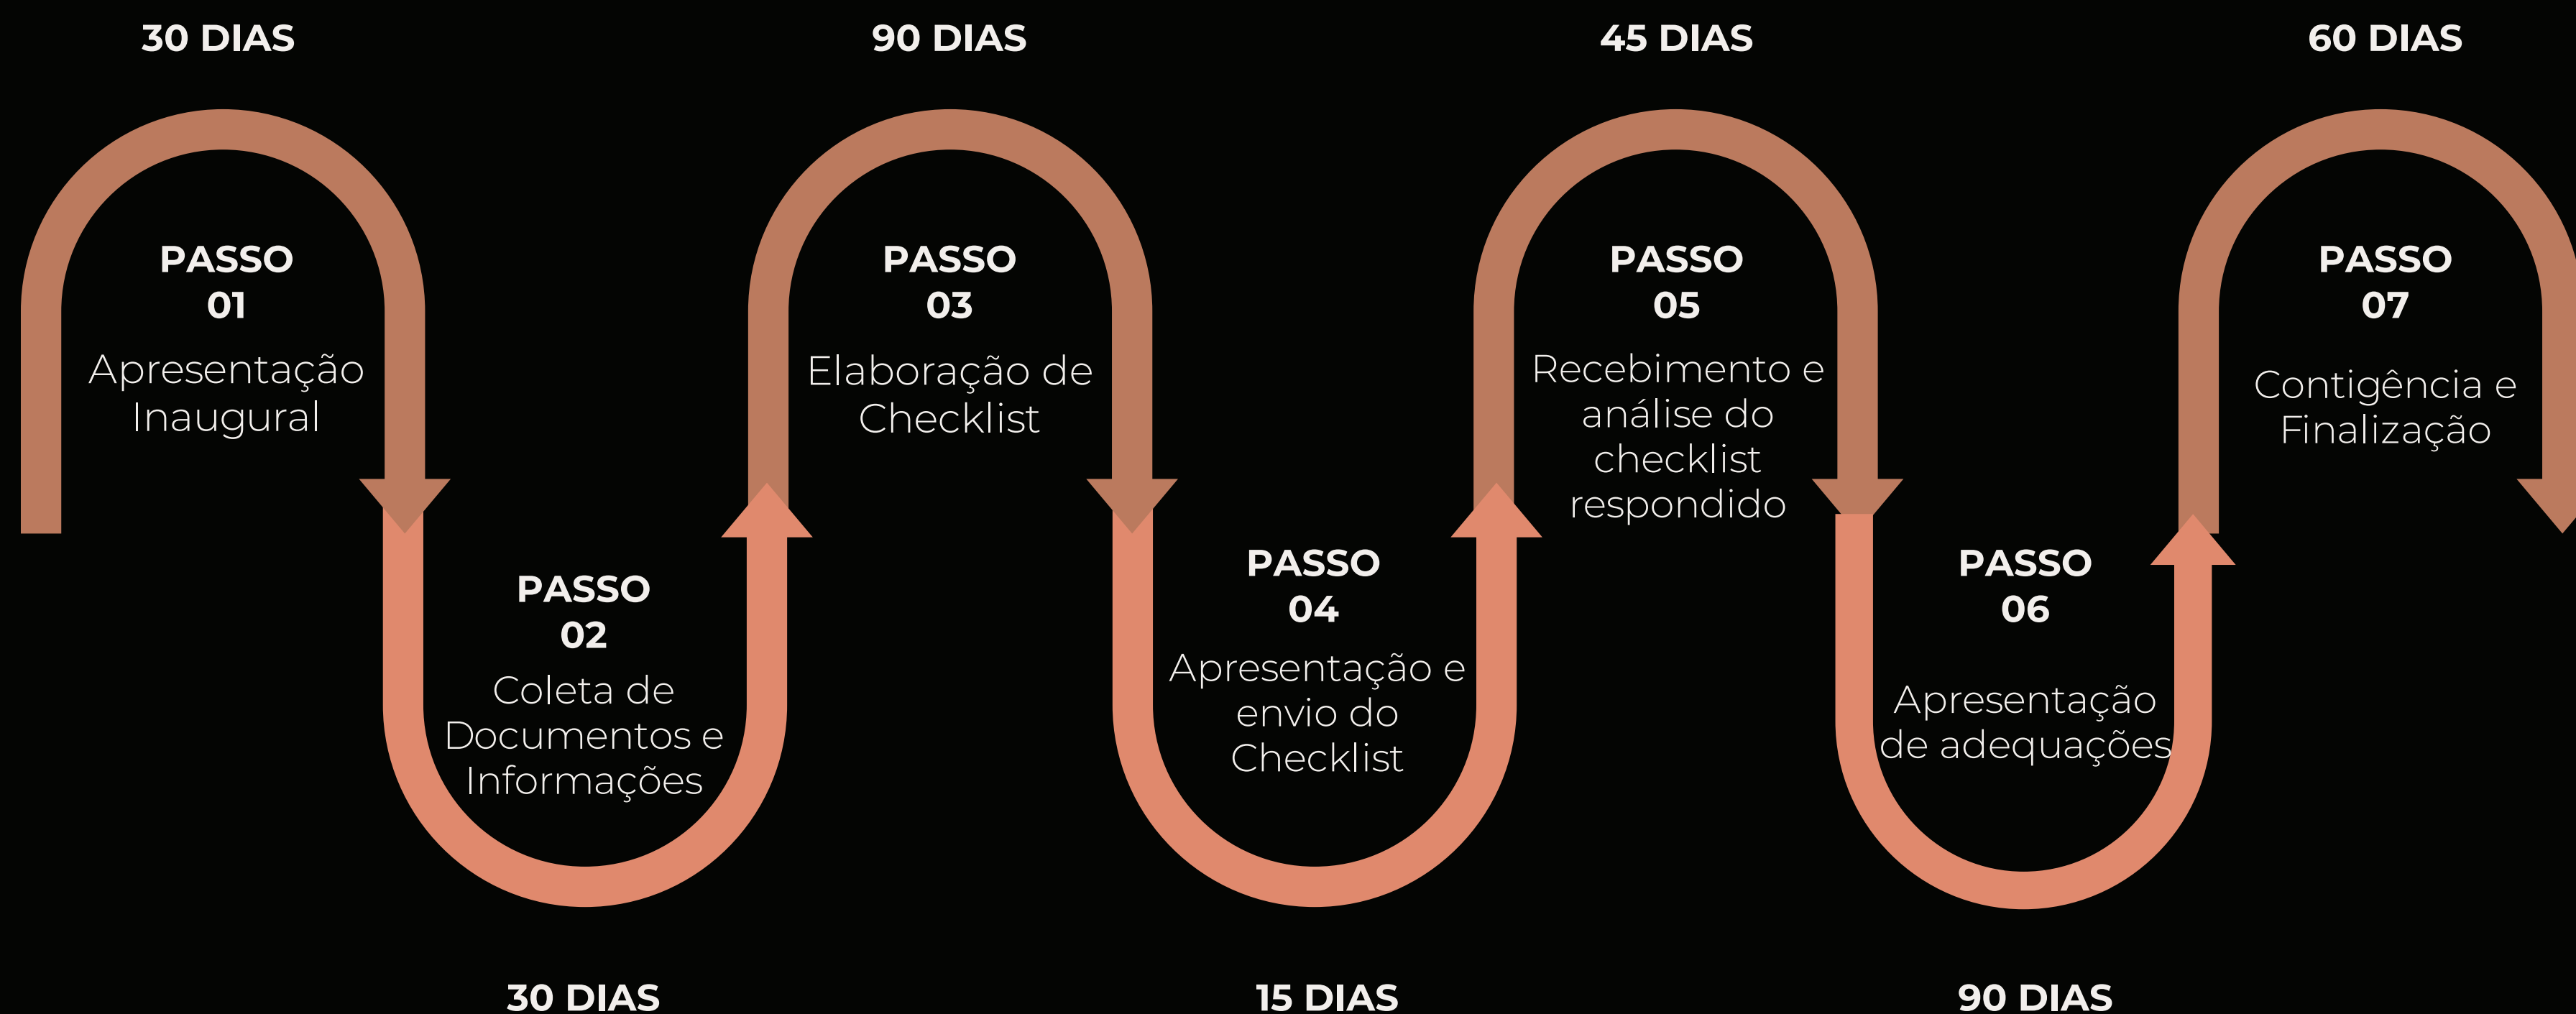 30 DIAS
90 DIAS
45 DIAS
60 DIAS
PASSO
01
Apresentação
Inaugural
PASSO
02
Coleta de
Documentos e
Informações
PASSO
03
Elaboração de
Checklist
PASSO
04
Apresentação e
envio do
Checklist
PASSO
05
Recebimento e
análise do
checklist
respondido
PASSO
06
Apresentação
de adequações
PASSO
07
Contigência e
Finalização
30 DIAS
15 DIAS
90 DIAS